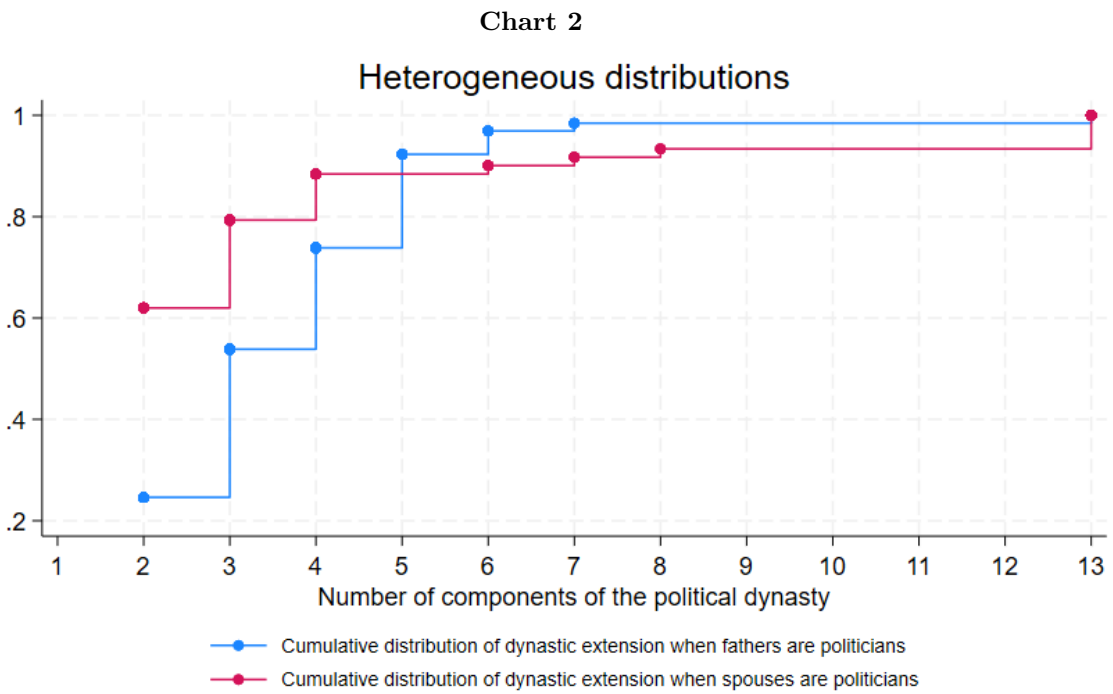 Chart 2
Heterogeneous distributions
1
.8
.6
.4
.2
1 2 3 4 5 6 7 8 9 10 11 12 13
Number of components of the political dynasty
Cumulative distribution of dynastic extension when fathers are politicians
Cumulative distribution of dynastic extension when spouses are politicians